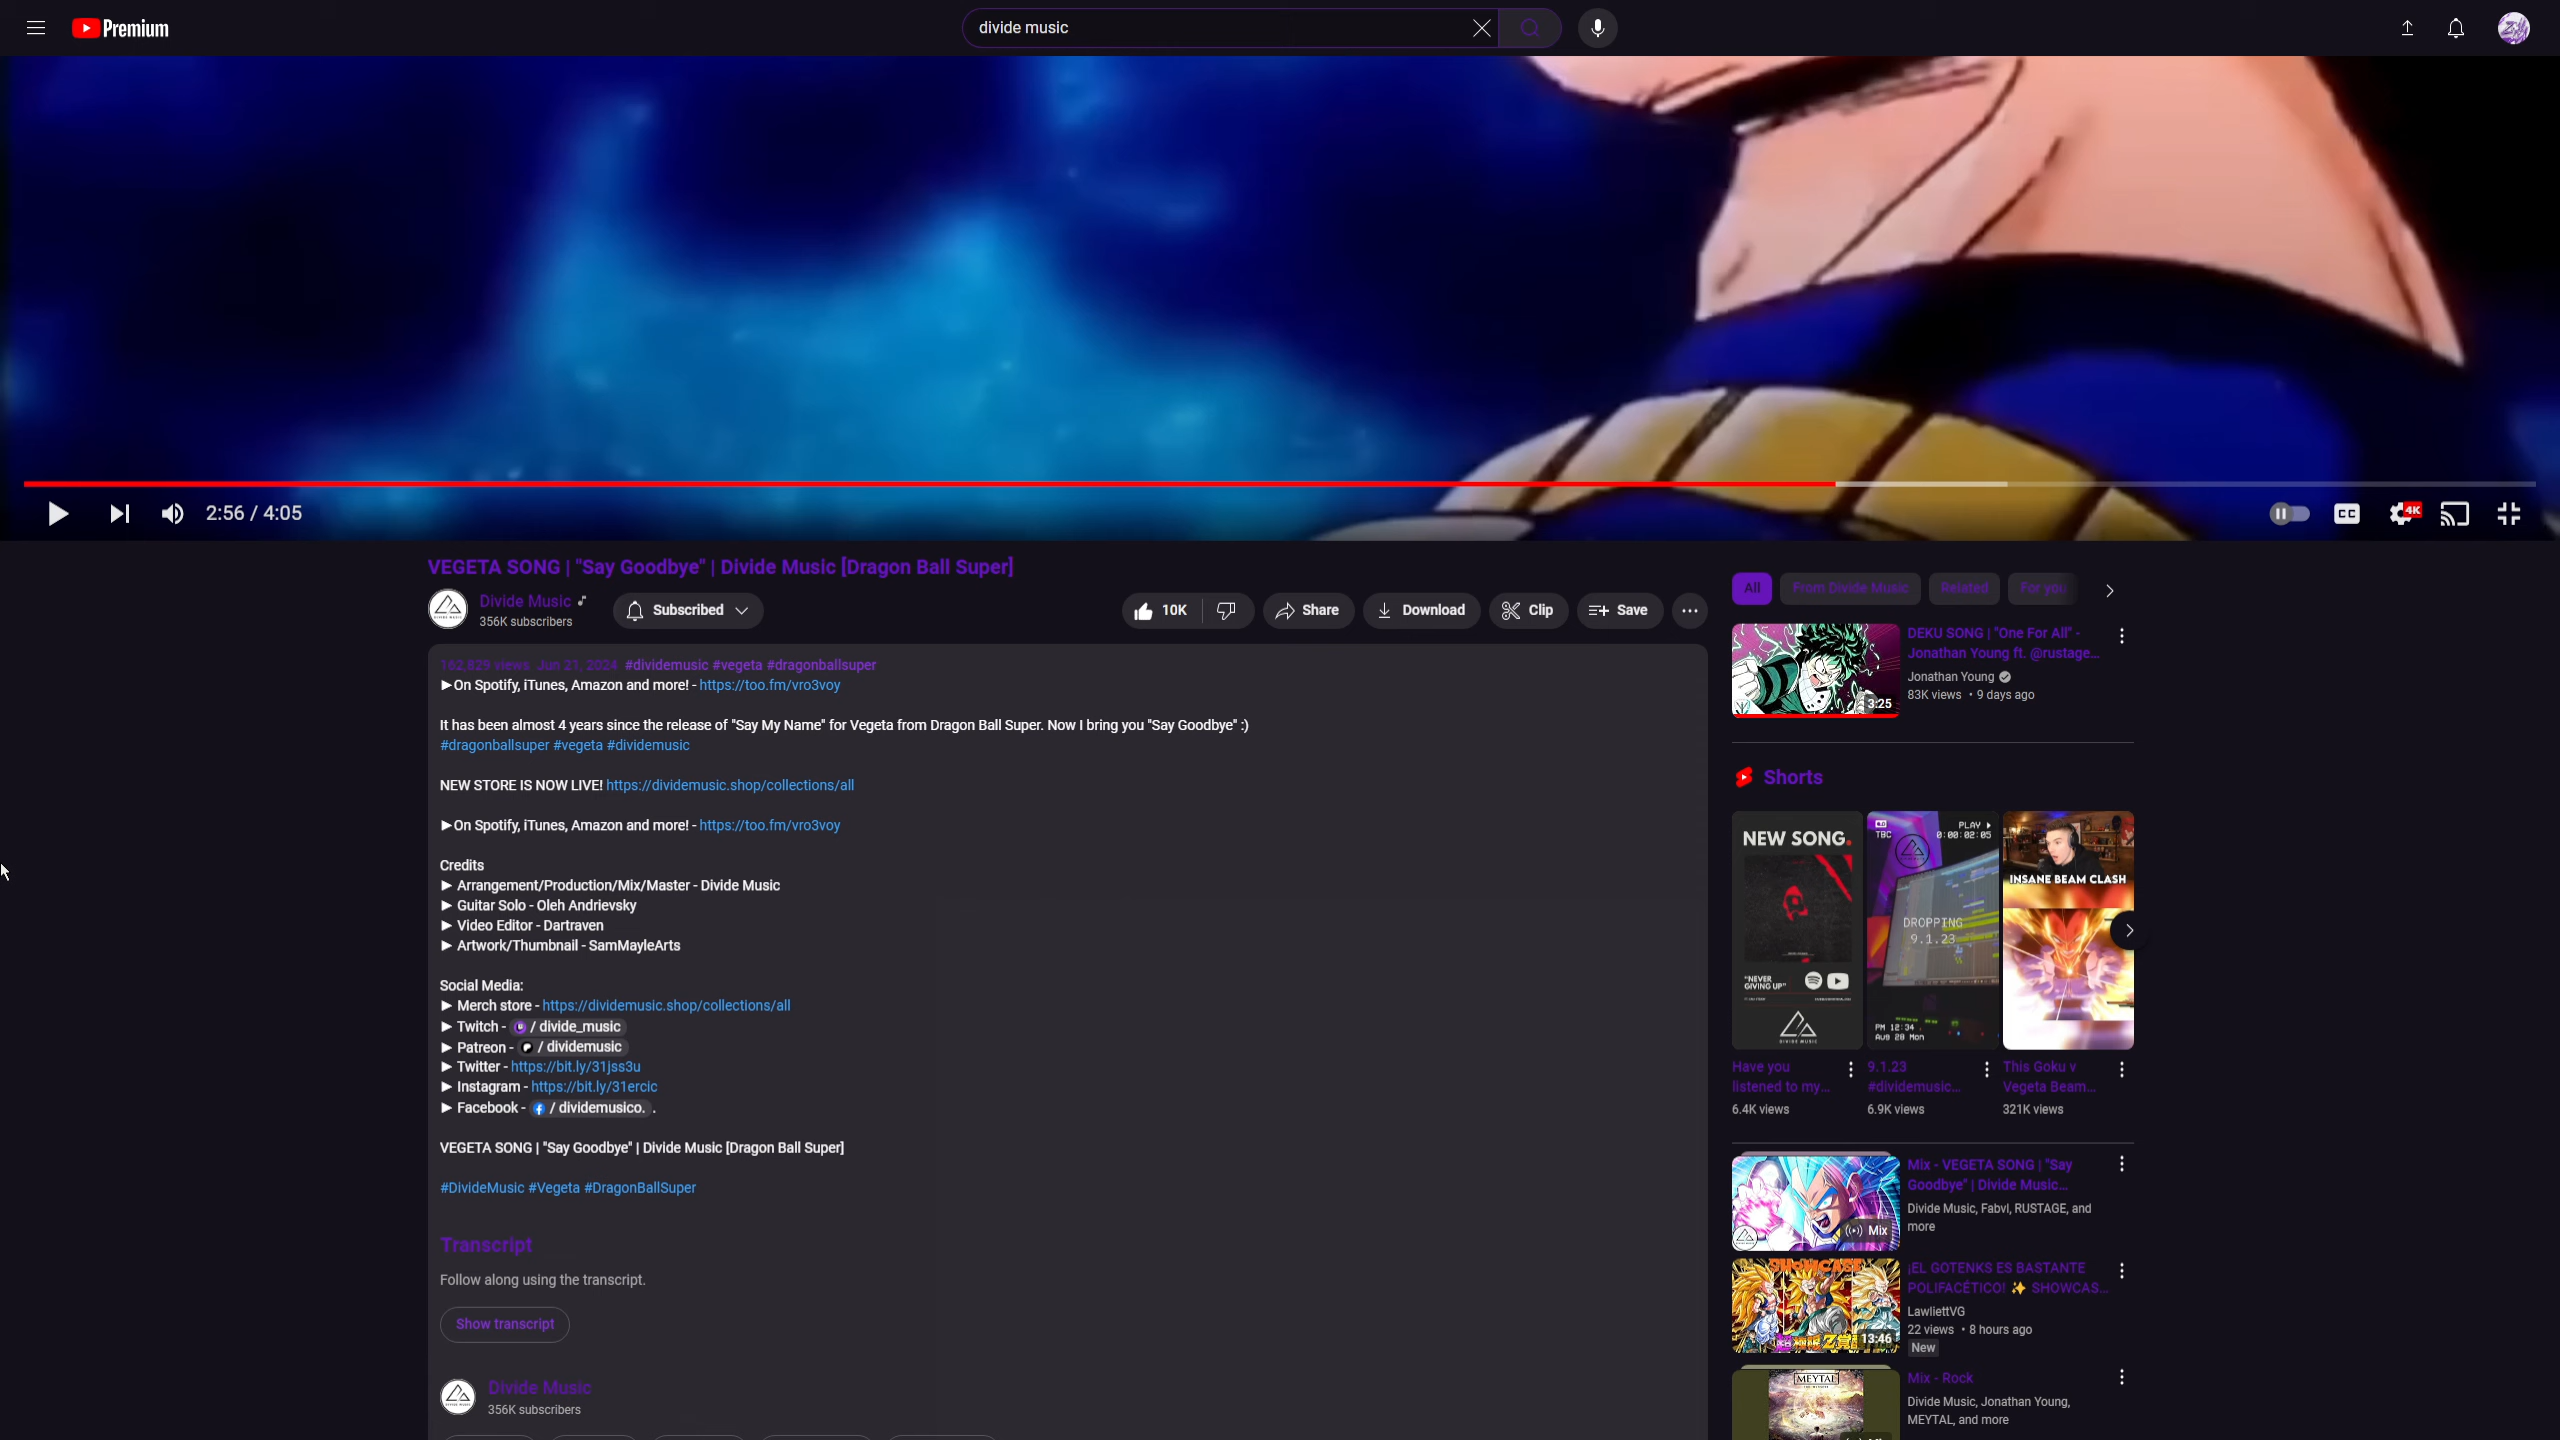 Premium
divide music
2:56 / 4:05
CC
4K
VEGETA SONG | "Say Goodbye" | Divide Music [Dragon Ball Super]
Divide Music
356K subscribers
Subscribed
10K
Share
Download
Clip
Save
162,829 views Jun 21, 2024 #dividemusic #vegeta #dragonballsuper
►On Spotify, iTunes, Amazon and more! - https://too.fm/vro3voy
It has been almost 4 years since the release of "Say My Name" for Vegeta from Dragon Ball Super. Now I bring you "Say Goodbye" :)
#dragonballsuper #vegeta #dividemusic
NEW STORE IS NOW LIVE! https://dividemusic.shop/collections/all
►On Spotify, iTunes, Amazon and more! - https://too.fm/vro3voy
Credits
► Arrangement/Production/Mix/Master - Divide Music
► Guitar Solo - Oleh Andrievsky
► Video Editor - Dartraven
► Artwork/Thumbnail - SamMayleArts
Social Media:
► Merch store - https://dividemusic.shop/collections/all
► Twitch - / divide_music
► Patreon - / dividemusic
► Twitter - https://bit.ly/31jss3u
► Instagram - https://bit.ly/31ercic
► Facebook - / dividemusico. .
VEGETA SONG | "Say Goodbye" | Divide Music [Dragon Ball Super]
#DivideMusic #Vegeta #DragonBallSuper
Transcript
Follow along using the transcript.
Show transcript
Divide Music
356K subscribers
All
From Divide Music
Related
For you
3:25
DEKU SONG | "One For All" -
Jonathan Young ft. @rustage...
Jonathan Young
83K views • 9 days ago
Shorts
NEW SONG.
"NEVER
GIVING UP"
DIVIDE MUSIC
Have you
listened to my...
6.4K views
TBC
PLAY
0:00:02:05
DROPPING
9.1.23
PM 12:34
Aug 28 Mon
9.1.23
#dividemusic...
6.9K views
INSANE BEAM CLASH
This Goku v
Vegeta Beam...
321K views
Mix
Mix - VEGETA SONG | "Say
Goodbye" | Divide Music...
Divide Music, Fabvl, RUSTAGE, and
more
SHOWCASE
13:46
¡EL GOTENKS ES BASTANTE
POLIFACÉTICO! ✨ SHOWCAS...
LawliettVG
22 views • 8 hours ago
New
MEYTAL
Mix - Rock
Divide Music, Jonathan Young,
MEYTAL, and more